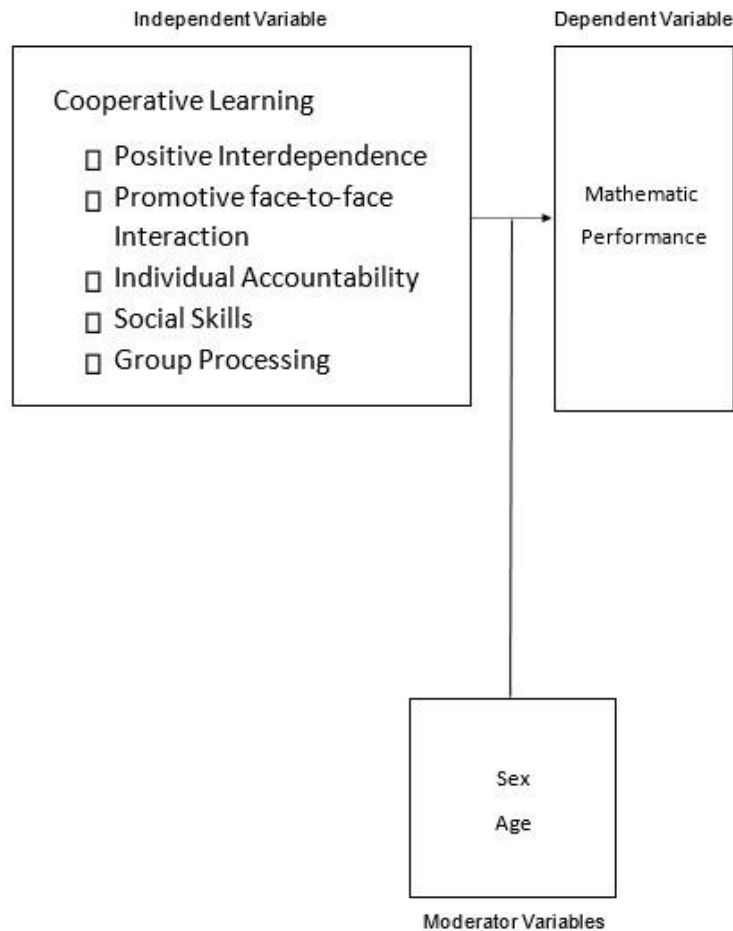 Independent Variable
Dependent Variable
Cooperative Learning
Positive Interdependence
Promotive face-to-face
Interaction
Individual Accountability
Social Skills
Group Processing
Mathematic
Performance
Sex
Age
Moderator Variables